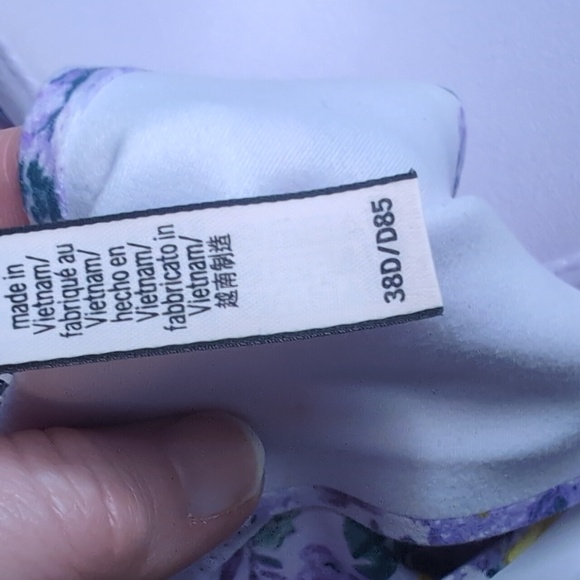 made in
Vietnam/
fabriqué au
Vietnam/
hecho en
Vietnam/
fabbricato in
Vietnam/
越南制造
38D/D85